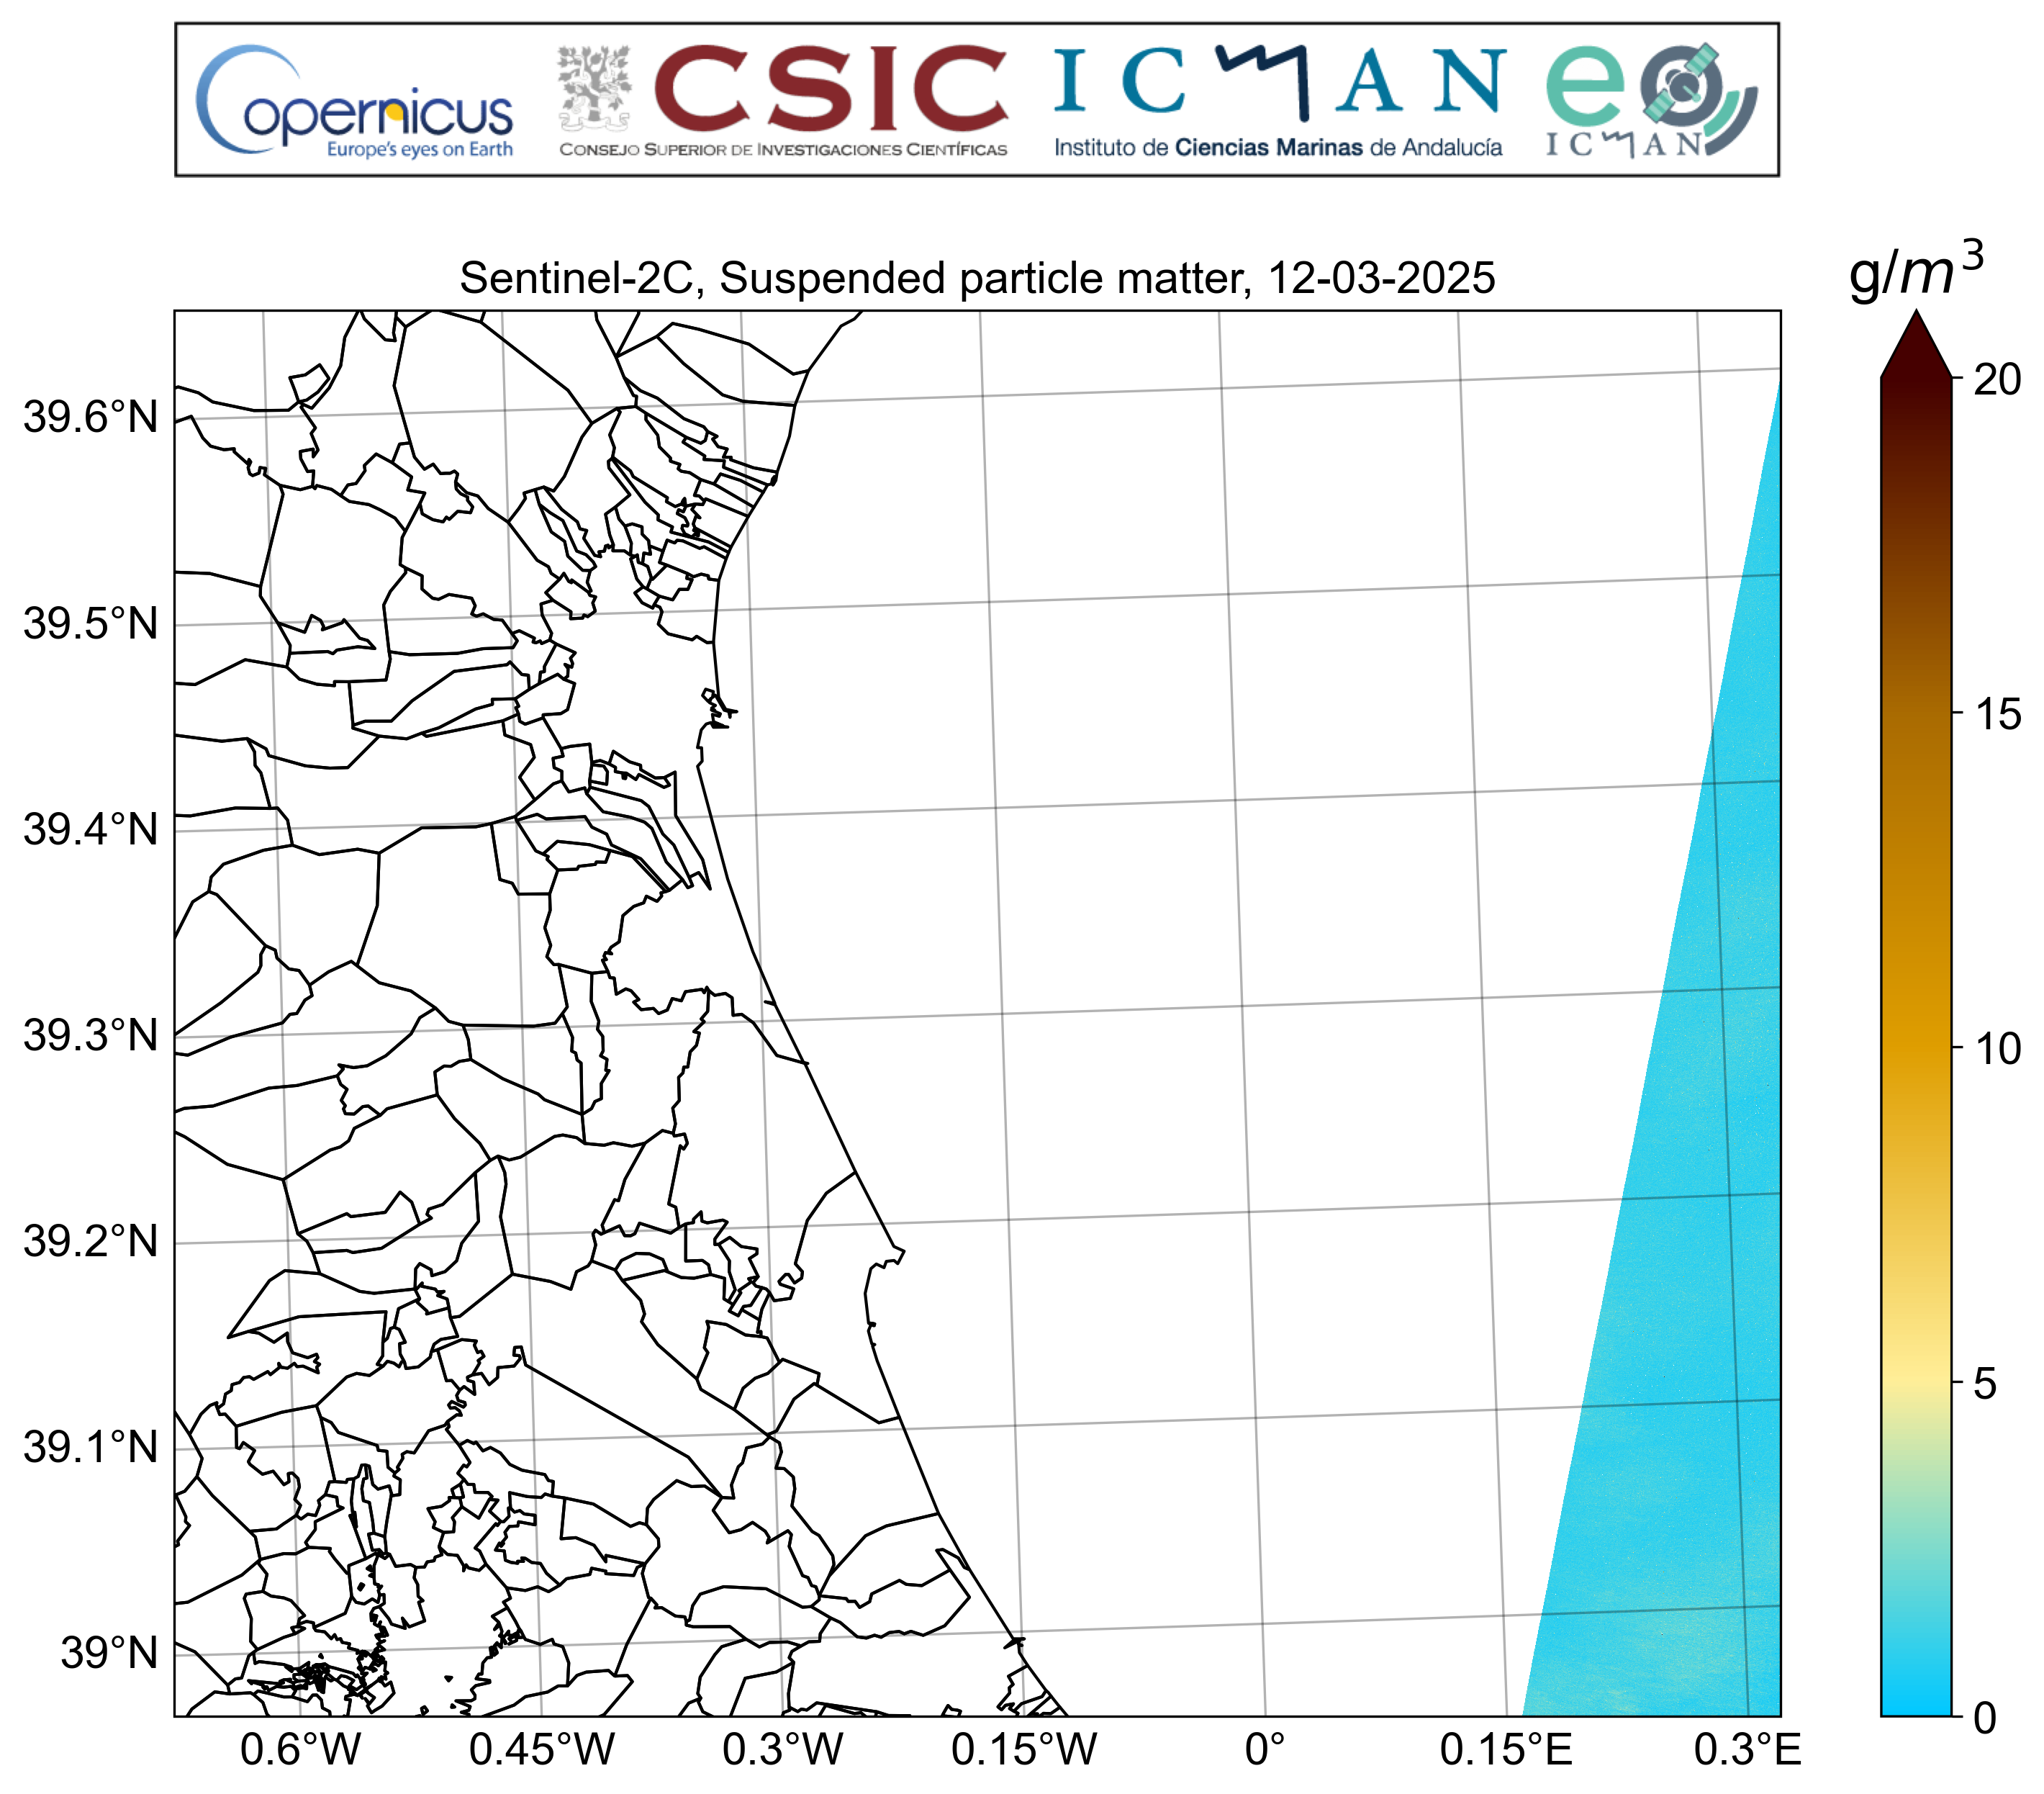 Copernicus
Europe's eyes on Earth
CSIC
CONSEJO SUPERIOR DE INVESTIGACIONES CIENTÍFICAS
ICMAN
Instituto de Ciencias Marinas de Andalucía
eo
ICMAN
Sentinel-2C, Suspended particle matter, 12-03-2025
g/m³
39.6°N
39.5°N
39.4°N
39.3°N
39.2°N
39.1°N
39°N
0.6°W 0.45°W 0.3°W 0.15°W 0° 0.15°E 0.3°E
20
15
10
5
0